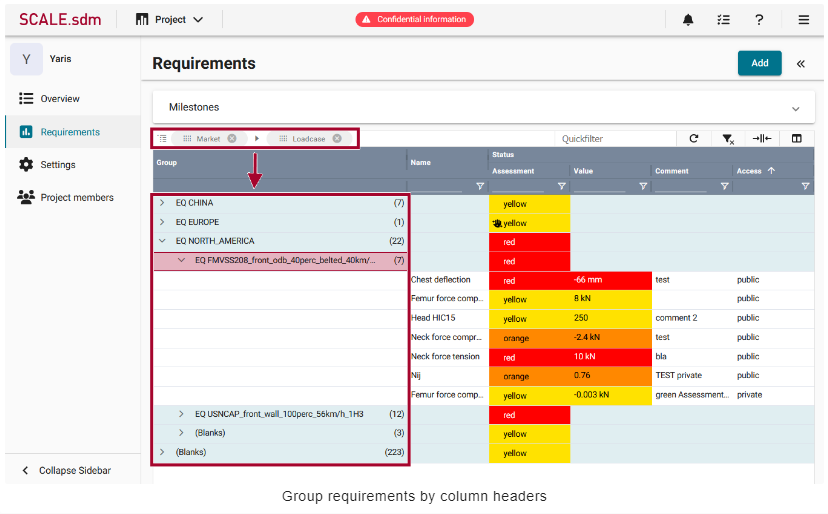 SCALE.sdm Project Confidential information ?
Y Yaris
Overview
Requirements
Settings
Project members
Collapse Sidebar
Requirements Add
Milestones
Market Loadcase Quickfilter
Group Name Status
Assessment Value Comment Access
EQ CHINA (7) yellow
EQ EUROPE (1) yellow
EQ NORTH_AMERICA (22) red
EQ FMVSS208_front_odb_40perc_belted_40km/... (7) red
Chest deflection red -66 mm test public
Femur force comp... yellow 8 kN public
Head HIC15 yellow 250 comment 2 public
Neck force compr... orange -2.4 kN test public
Neck force tension red 10 kN bla public
Nij orange 0.76 TEST private public
Femur force comp... yellow -0.003 kN green Assessment... private
EQ USNCAP_front_wall_100perc_56km/h_1H3 (12) red
(Blanks) (3) yellow
(Blanks) (223) yellow
Group requirements by column headers